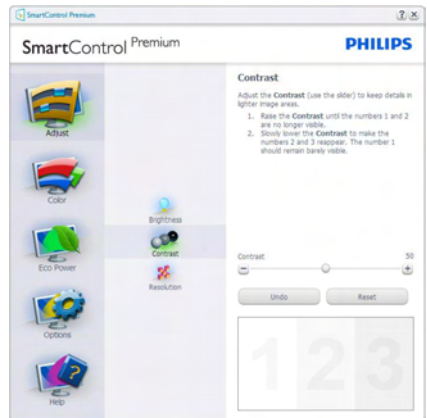 SmartControl Premium
SmartControl Premium
PHILIPS
Adjust
Color
Eco Power
Options
Help
Brightness
Contrast
Resolution
Contrast
Adjust the Contrast (use the slider) to keep details in
lighter image areas.
1. Raise the Contrast until the numbers 1 and 2
are no longer visible.
2. Slowly lower the Contrast to make the
numbers 2 and 3 reappear. The number 1
should remain barely visible.
Contrast 50
Undo Reset
1 2 3